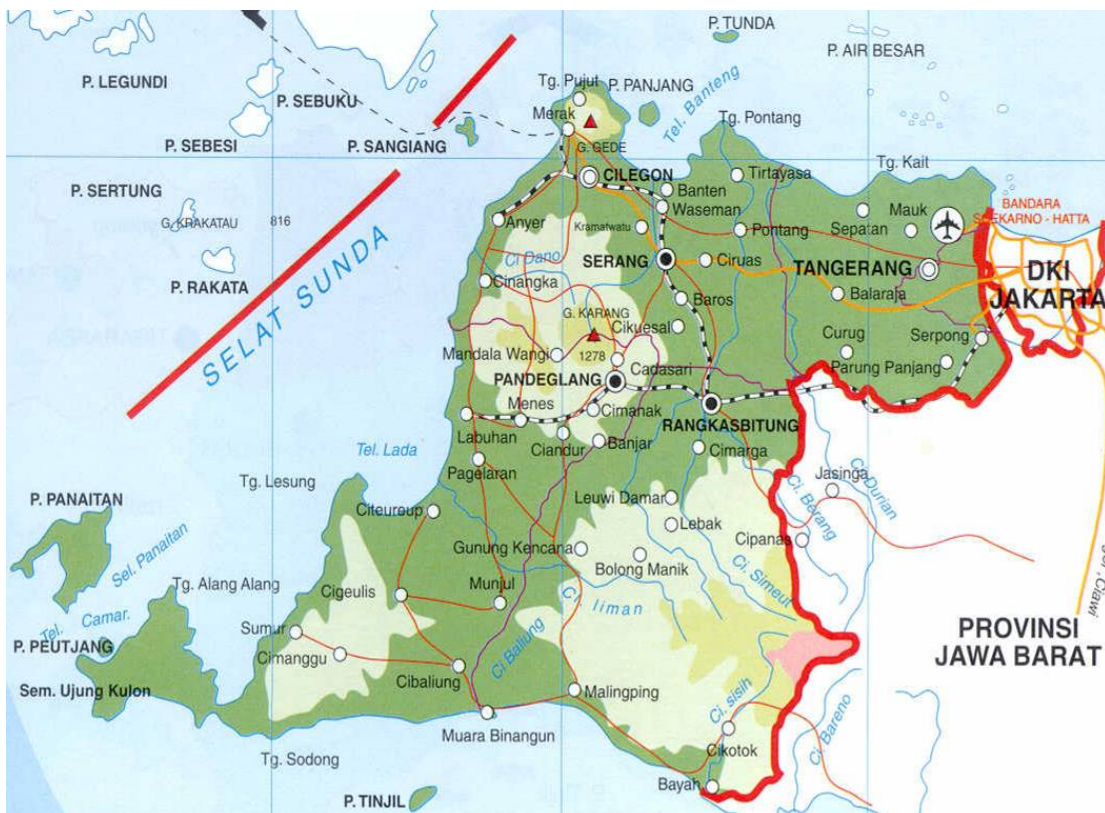 P. TUNDA
P. AIR BESAR
P. LEGUNDI
Tg. Pujut
P. PANJANG
P. SEBUKU
Tel. Banteng
Merak
Tg. Pontang
P. SEBESI
P. SANGIANG
G. GEDE
Tg. Kait
CILEGON
Tirtayasa
P. SERTUNG
Banten
BANDARA
SOEKARNO - HATTA
Waseman
Mauk
G. KRAKATAU
816
Anyer
Kramatwatu
Pontang
Sepatan
SELAT SUNDA
Ci Dano
SERANG
Ciruas
TANGERANG
DKI
JAKARTA
P. RAKATA
Cinangka
Baros
Balaraja
G. KARANG
Cikuesal
Curug
Serpong
Mandala Wangi
1278
Cadasari
Parung Panjang
PANDEGLANG
Menes
Cimanak
RANGKASBITUNG
Labuhan
Ciandur
Banjar
Cimarga
Tel. Lada
Pagelaran
Jasinga
Ci. Durian
Tg. Lesung
Ci. Berang
P. PANAITAN
Citeureup
Leuwi Damar
Lebak
Cipanas
Sel. Panaitan
Gunung Kencana
Bolong Manik
Ci. Simeut
Tg. Alang Alang
Cigeulis
Munjul
Ci. liman
Ciawi
Tel. Camar.
Sumur
PROVINSI
JAWA BARAT
P. PEUTJANG
Cimanggu
Ci Baliung
Cibaliung
Sem. Ujung Kulon
Malingping
Ci. sisih
Ci. Bareno
Muara Binangun
Cikotok
Tg. Sodong
Bayah
P. TINJIL